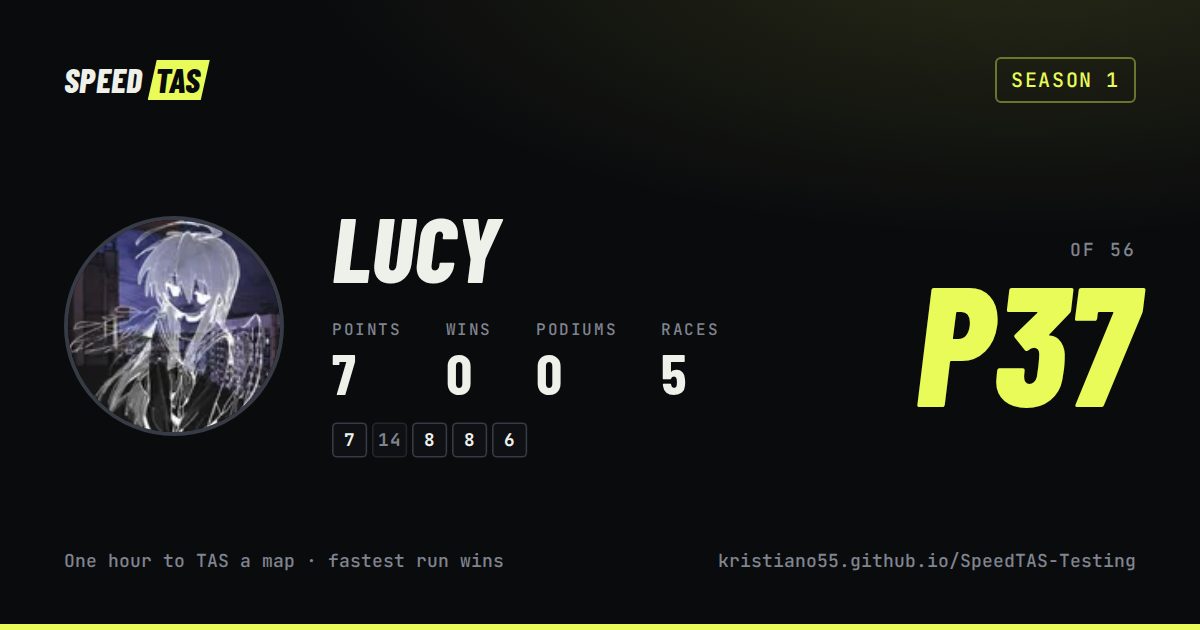 SPEED TAS
SEASON 1
LUCY
OF 56
P37
POINTS WINS PODIUMS RACES
7 0 0 5
7 14 8 8 6
One hour to TAS a map · fastest run wins
kristiano55.github.io/SpeedTAS-Testing